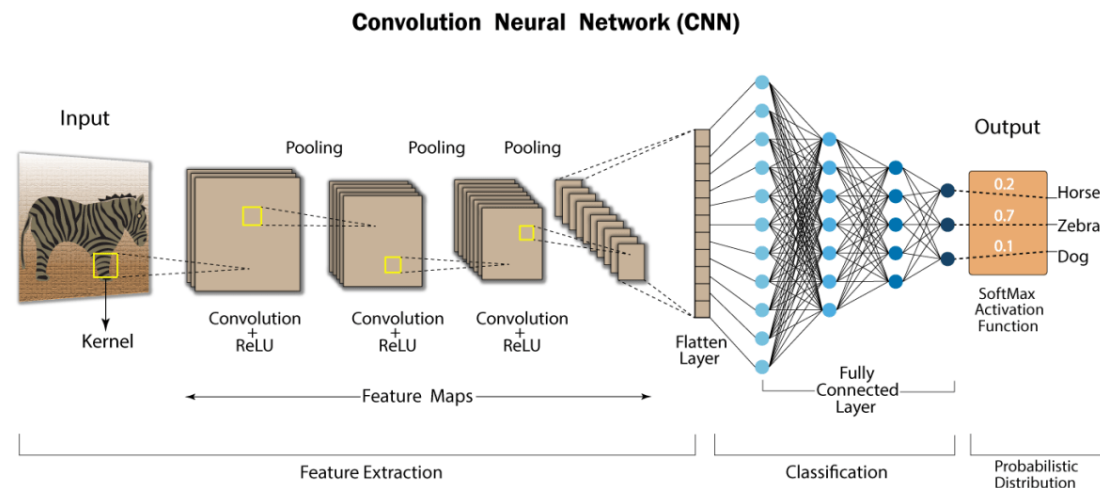 Convolution Neural Network (CNN)
Input
Output
Pooling
Pooling
Pooling
0.2
Horse
0.7
Zebra
0.1
Dog
Kernel
Convolution
+
ReLU
Convolution
+
ReLU
Convolution
+
ReLU
Flatten
Layer
SoftMax
Activation
Function
Feature Maps
Fully
Connected
Layer
Feature Extraction
Classification
Probabilistic
Distribution